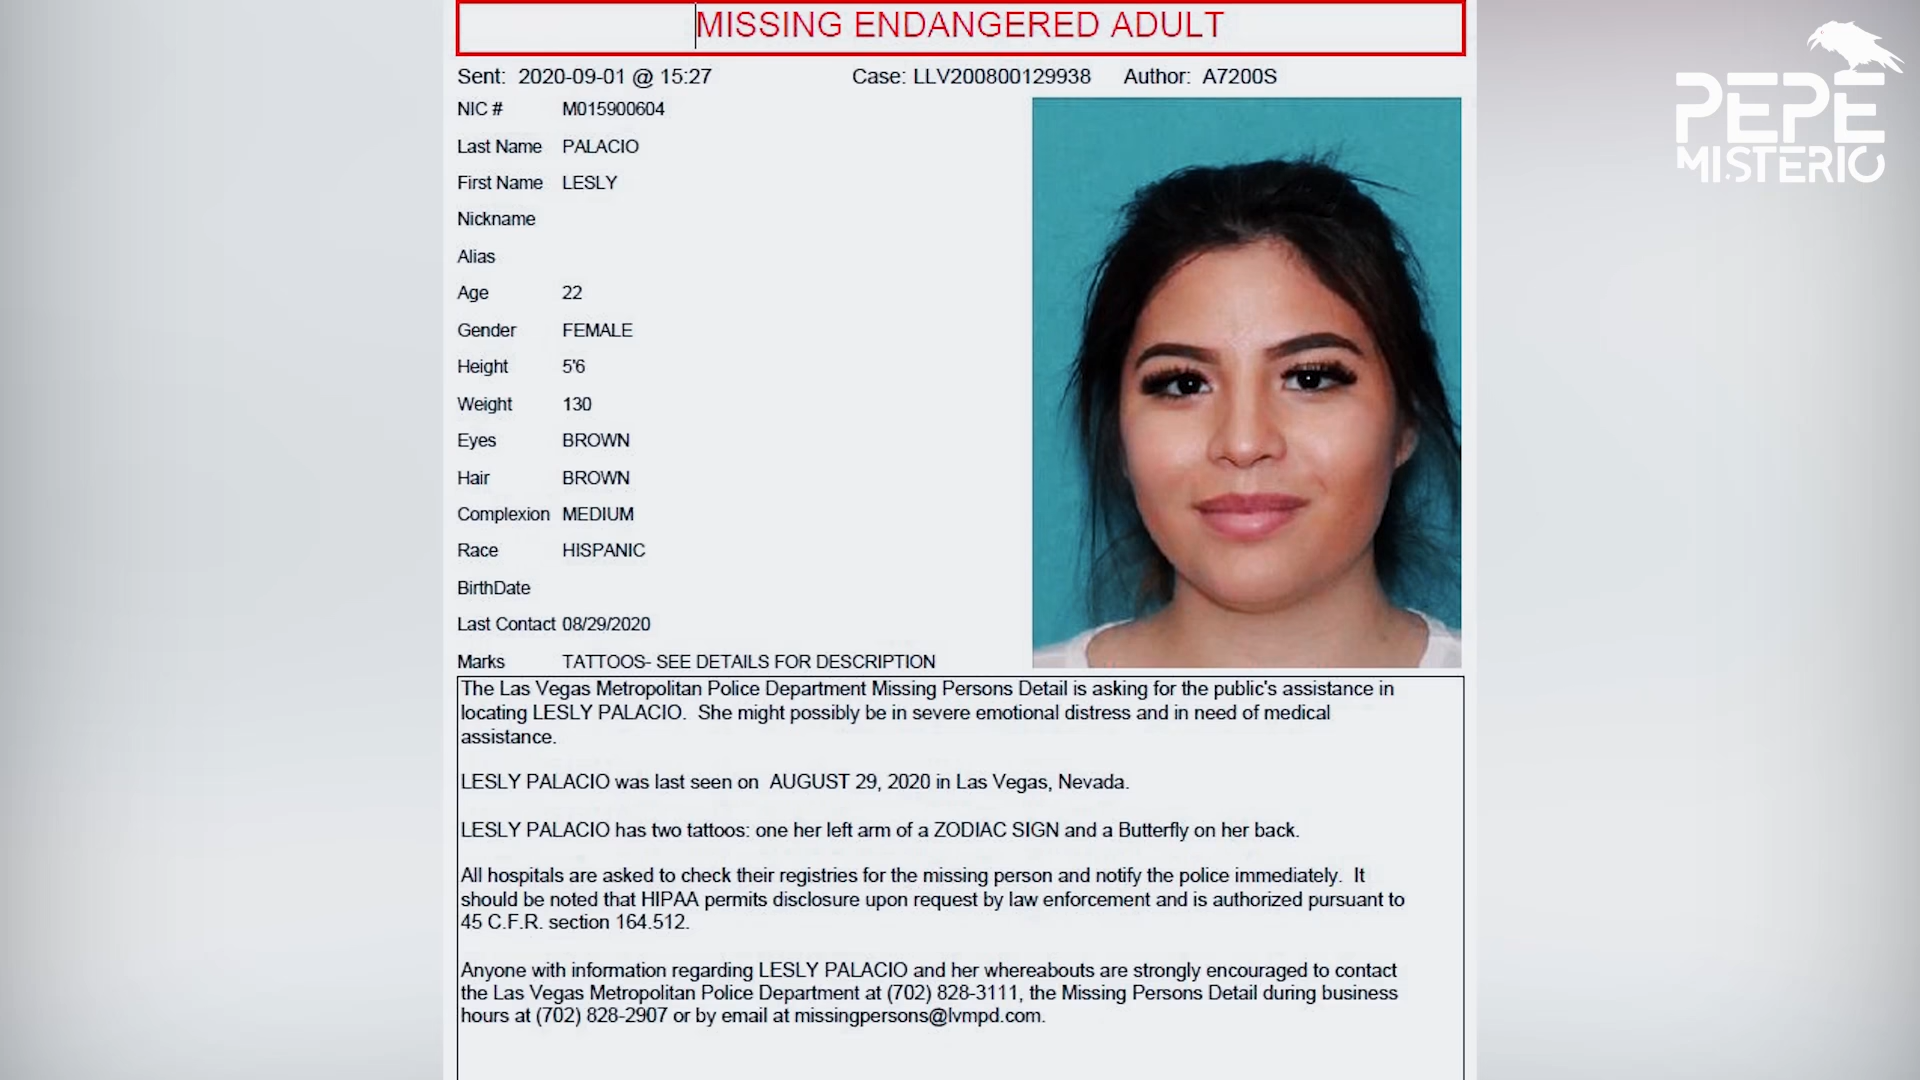 MISSING ENDANGERED ADULT
Sent: 2020-09-01 @ 15:27 Case: LLV200800129938 Author: A7200S
NIC # M015900604
Last Name PALACIO
First Name LESLY
Nickname
Alias
Age 22
Gender FEMALE
Height 5'6
Weight 130
Eyes BROWN
Hair BROWN
Complexion MEDIUM
Race HISPANIC
BirthDate
Last Contact 08/29/2020
Marks TATTOOS- SEE DETAILS FOR DESCRIPTION
The Las Vegas Metropolitan Police Department Missing Persons Detail is asking for the public's assistance in
locating LESLY PALACIO. She might possibly be in severe emotional distress and in need of medical
assistance.
LESLY PALACIO was last seen on AUGUST 29, 2020 in Las Vegas, Nevada.
LESLY PALACIO has two tattoos: one her left arm of a ZODIAC SIGN and a Butterfly on her back.
All hospitals are asked to check their registries for the missing person and notify the police immediately. It
should be noted that HIPAA permits disclosure upon request by law enforcement and is authorized pursuant to
45 C.F.R. section 164.512.
Anyone with information regarding LESLY PALACIO and her whereabouts are strongly encouraged to contact
the Las Vegas Metropolitan Police Department at (702) 828-3111, the Missing Persons Detail during business
hours at (702) 828-2907 or by email at missingpersons@lvmpd.com.
PEPE
MISTERIO